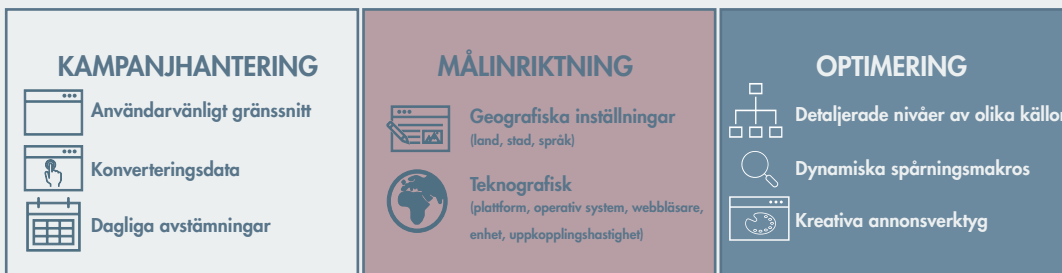 KAMPANJHANTERING
Användarvänligt gränssnitt
Konverteringsdata
Dagliga avstämningar
MÅLINRIKTNING
Geografiska inställningar
(land, stad, språk)
Teknografisk
(plattform, operativ system, webbläsare,
enhet, uppkopplingshastighet)
OPTIMERING
Detaljerade nivåer av olika källor
Dynamiska spårningsmakros
Kreativa annonsverktyg